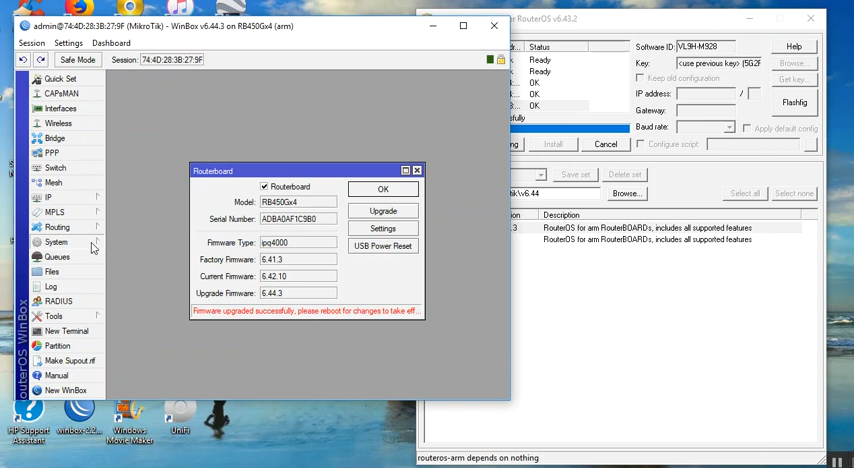 admin@74:4D:28:3B:27:9F (MikroTik) - WinBox v6.44.3 on RB450Gx4 (arm)
Session Settings Dashboard
Safe Mode Session: 74:4D:28:3B:27:9F
Quick Set
CAPsMAN
Interfaces
Wireless
Bridge
PPP
Switch
Mesh
IP
MPLS
Routing
System
Queues
Files
Log
RADIUS
Tools
New Terminal
Partition
Make Supout.rif
Manual
New WinBox
RouterOS WinBox
Routerboard
Routerboard
Model: RB450Gx4
Serial Number: ADBA0AF1C9B0
Firmware Type: ipq4000
Factory Firmware: 6.41.3
Current Firmware: 6.42.10
Upgrade Firmware: 6.44.3
OK
Upgrade
Settings
USB Power Reset
Firmware upgraded successfully, please reboot for changes to take eff...
RouterOS v6.43.2
Status
Ready
Ready
OK
OK
OK
Install Cancel
Software ID: VL9H-M928 Help
Key: <use previous key> (5G2F Browse...
Keep old configuration Get key...
IP address: /
Gateway: Flashfig
Baud rate: Apply default config
Configure script:
Save set Delete set
tik\v6.44 Browse... Select all Select none
Description
RouterOS for arm RouterBOARDs, includes all supported features
RouterOS for arm RouterBOARDs, includes all supported features
routeros-arm depends on nothing
HP Support
Assistant
winbox-2.2...
Windows
Movie Maker
UniFi